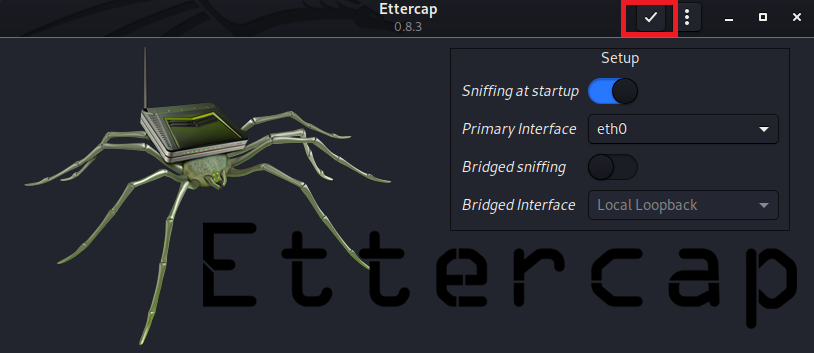 Ettercap
0.8.3
Setup
Sniffing at startup
Primary Interface eth0
Bridged sniffing
Bridged Interface Local Loopback
Ettercap